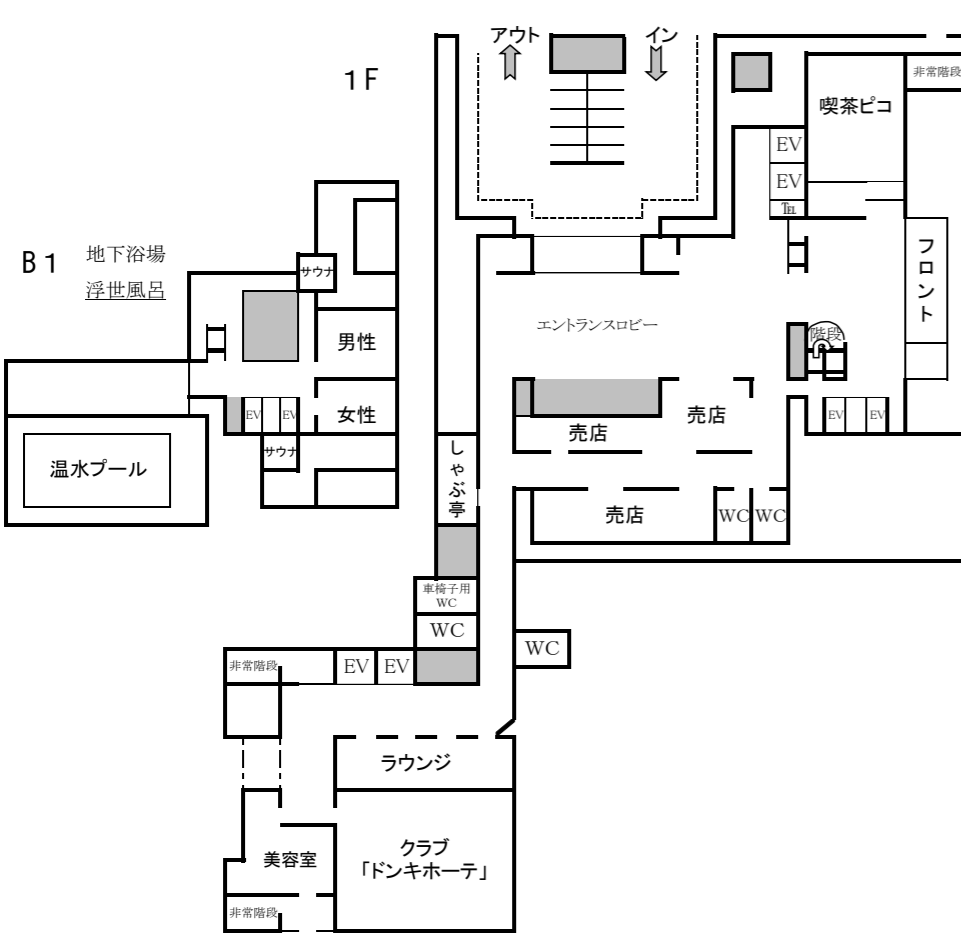 アウト
イン
1F
非常階段
喫茶ピコ
EV
EV
TEL
B1
地下浴場
浮世風呂
サウナ
フロント
エントランスロビー
階段
男性
女性
EV
EV
サウナ
温水プール
売店
売店
EV
EV
しゃぶ亭
売店
WC
WC
車椅子用
WC
WC
WC
非常階段
EV
EV
ラウンジ
クラブ
「ドンキホーテ」
美容室
非常階段